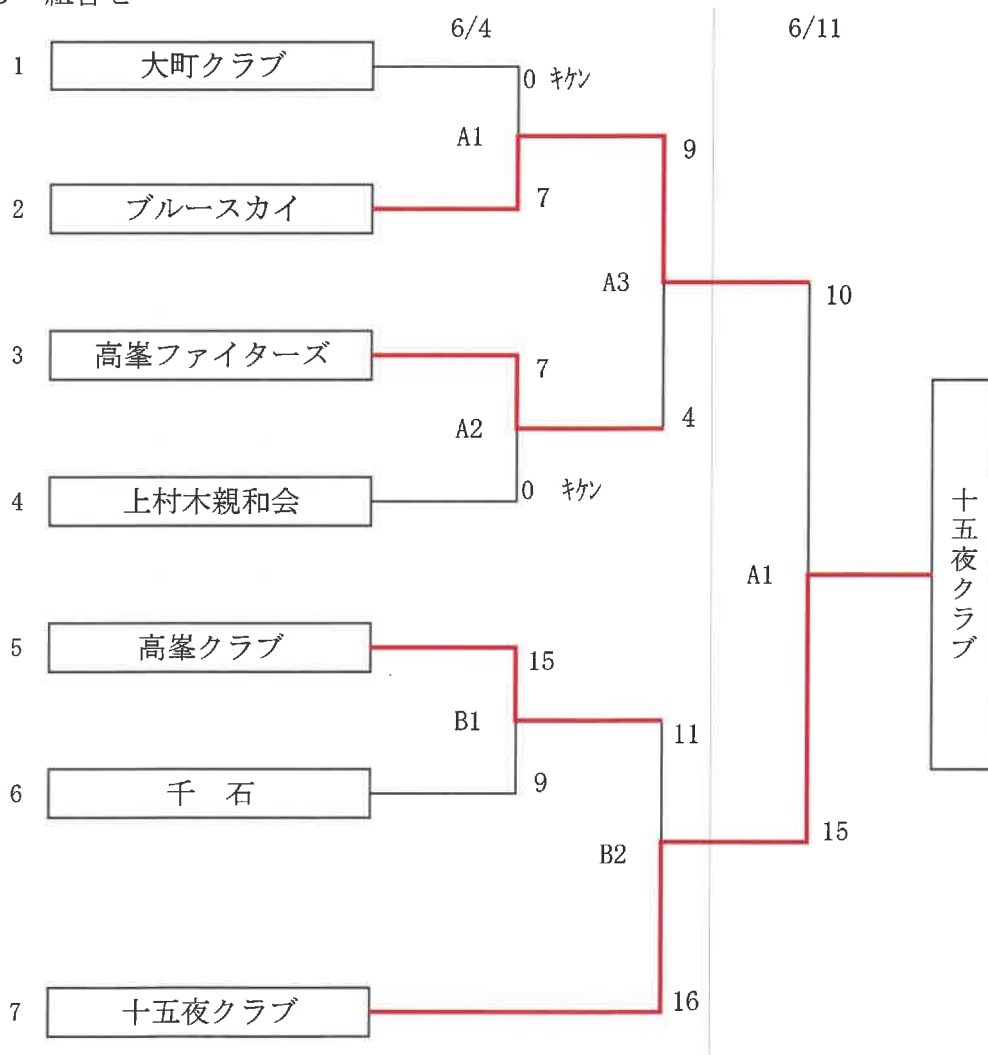 組合せ
6/4
6/11
1 大町クラブ
0 キケン
A1
9
2 ブルースカイ
7
A3
10
3 高峯ファイターズ
7
A2
4
4 上村木親和会
0 キケン
A1
十五夜クラブ
5 高峯クラブ
15
B1
11
6 千 石
9
B2
15
7 十五夜クラブ
16